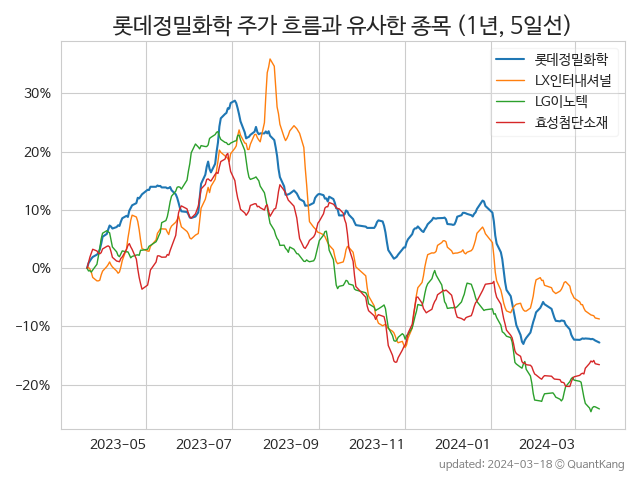 롯데정밀화학 주가 흐름과 유사한 종목 (1년, 5일선)
롯데정밀화학
LX인터내셔널
LG이노텍
효성첨단소재
30%
20%
10%
0%
−10%
−20%
2023-05 2023-07 2023-09 2023-11 2024-01 2024-03
updated: 2024-03-18 © QuantKang